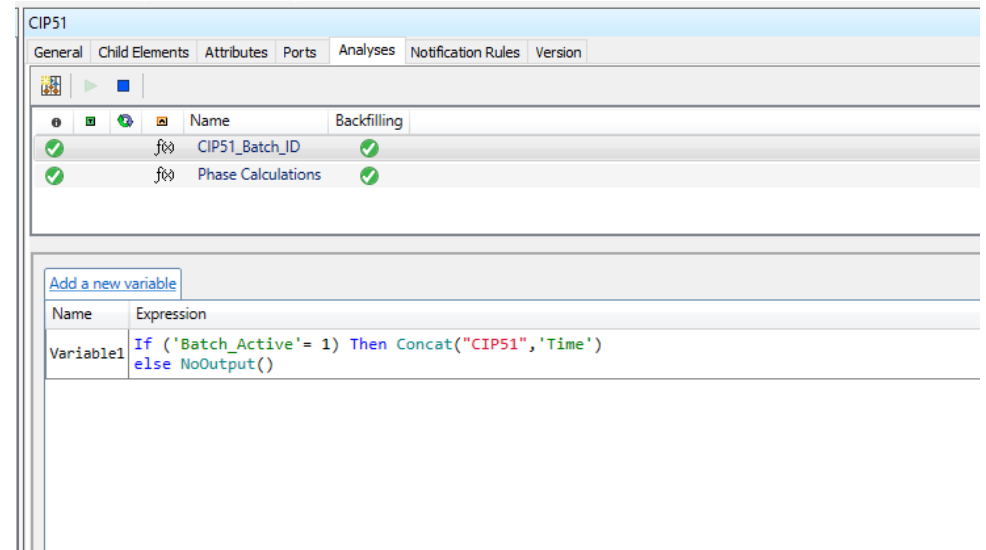 CIP51
General Child Elements Attributes Ports Analyses Notification Rules Version
Name Backfilling
f(x) CIP51_Batch_ID
f(x) Phase Calculations
Add a new variable
Name Expression
Variable1 If ('Batch_Active'= 1) Then Concat("CIP51",'Time')
else NoOutput()